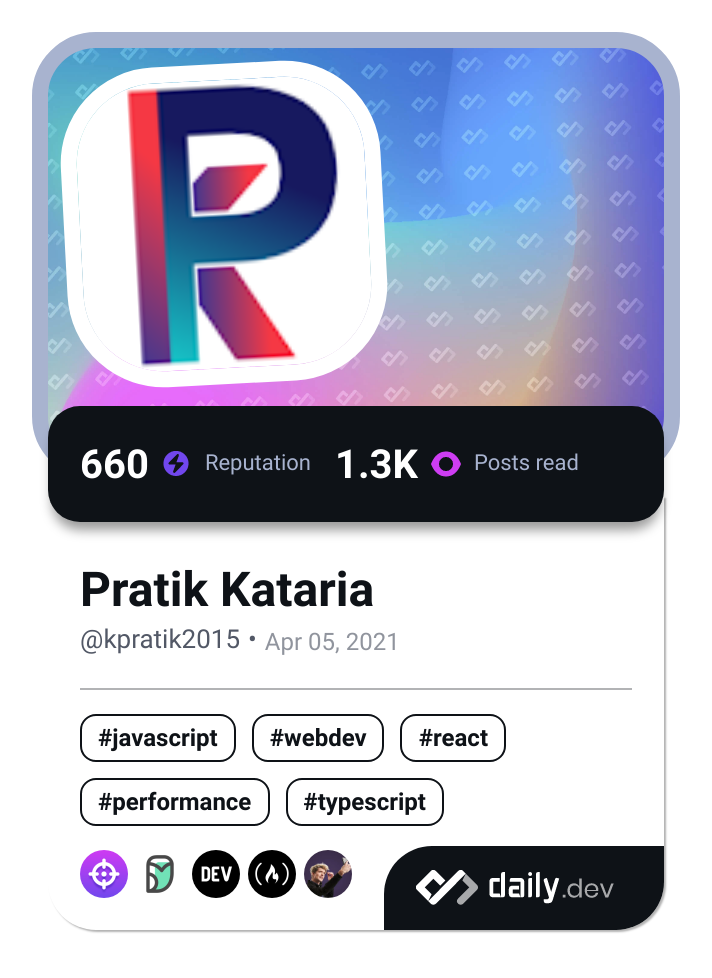 660 Reputation 1.3K Posts read
Pratik Kataria
@kpratik2015 • Apr 05, 2021
#javascript #webdev #react
#performance #typescript
DEV
daily.dev